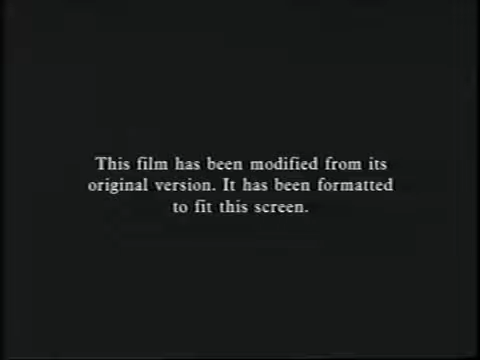 This film has been modified from its
original version. It has been formatted
to fit this screen.